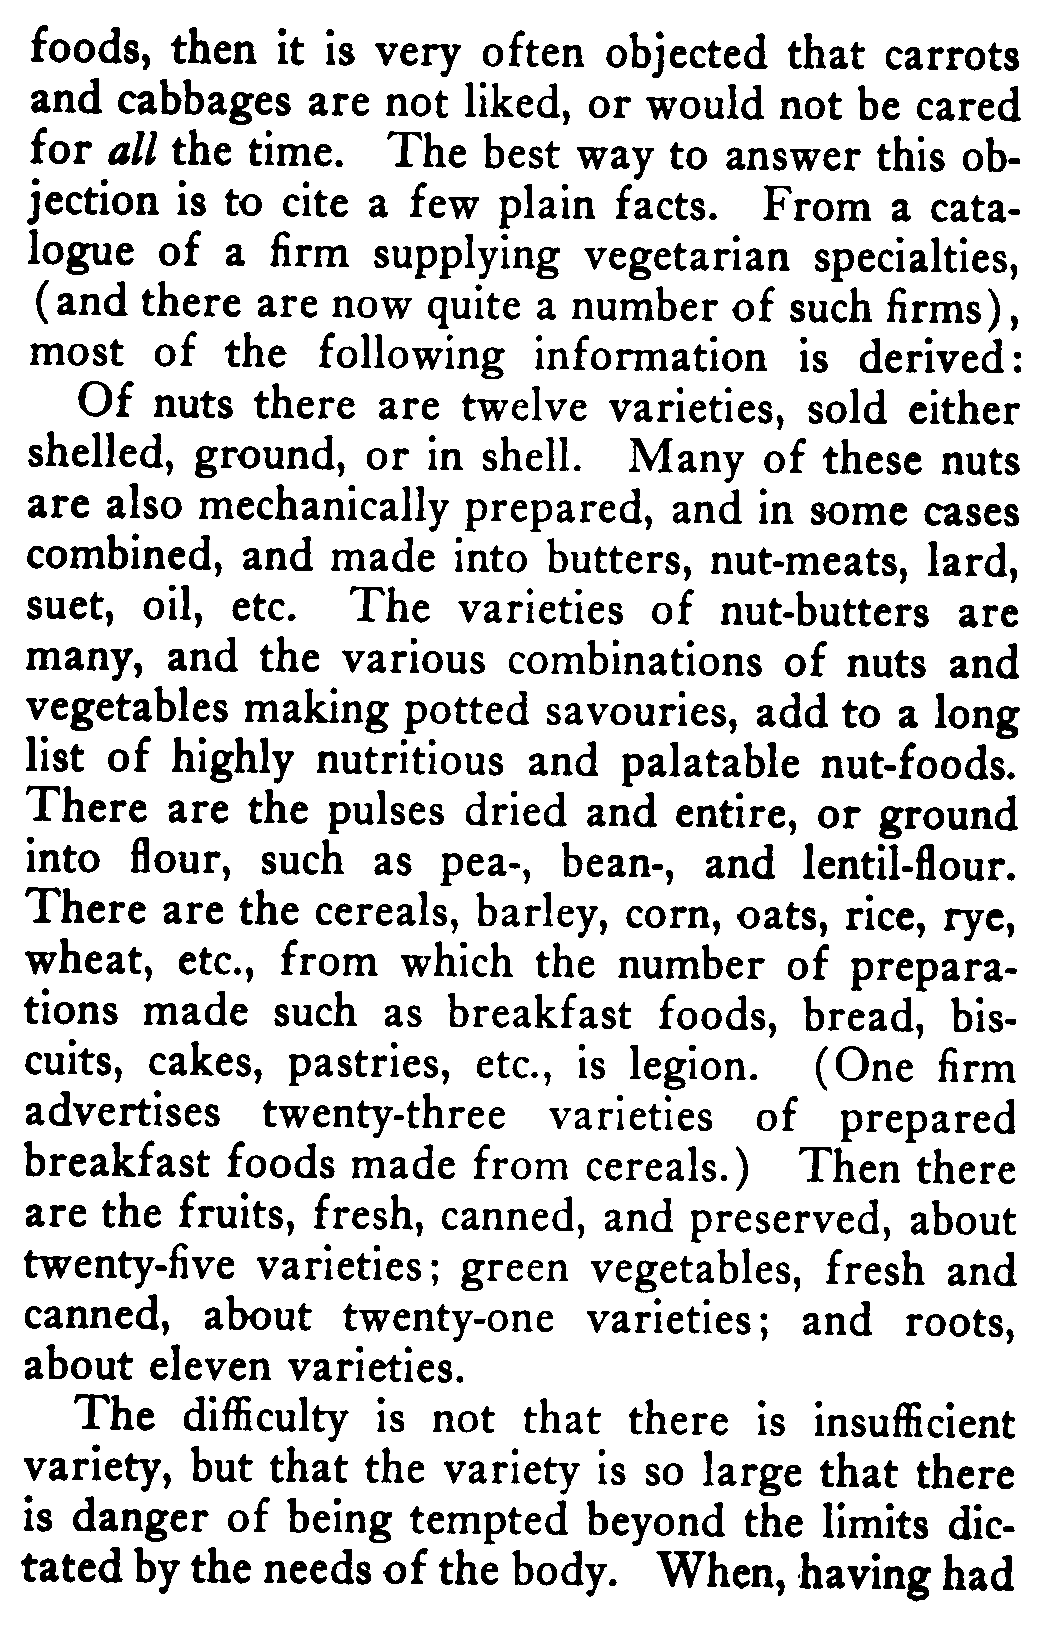 foods, then it is very often objected that carrots
and cabbages are not liked, or would not be cared
for all the time. The best way to answer this ob-
jection is to cite a few plain facts. From a cata-
logue of a firm supplying vegetarian specialties,
(and there are now quite a number of such firms),
most of the following information is derived:
Of nuts there are twelve varieties, sold either
shelled, ground, or in shell. Many of these nuts
are also mechanically prepared, and in some cases
combined, and made into butters, nut-meats, lard,
suet, oil, etc. The varieties of nut-butters are
many, and the various combinations of nuts and
vegetables making potted savouries, add to a long
list of highly nutritious and palatable nut-foods.
There are the pulses dried and entire, or ground
into flour, such as pea-, bean-, and lentil-flour.
There are the cereals, barley, corn, oats, rice, rye,
wheat, etc., from which the number of prepara-
tions made such as breakfast foods, bread, bis-
cuits, cakes, pastries, etc., is legion. (One firm
advertises twenty-three varieties of prepared
breakfast foods made from cereals.) Then there
are the fruits, fresh, canned, and preserved, about
twenty-five varieties; green vegetables, fresh and
canned, about twenty-one varieties; and roots,
about eleven varieties.
The difficulty is not that there is insufficient
variety, but that the variety is so large that there
is danger of being tempted beyond the limits dic-
tated by the needs of the body. When, having had